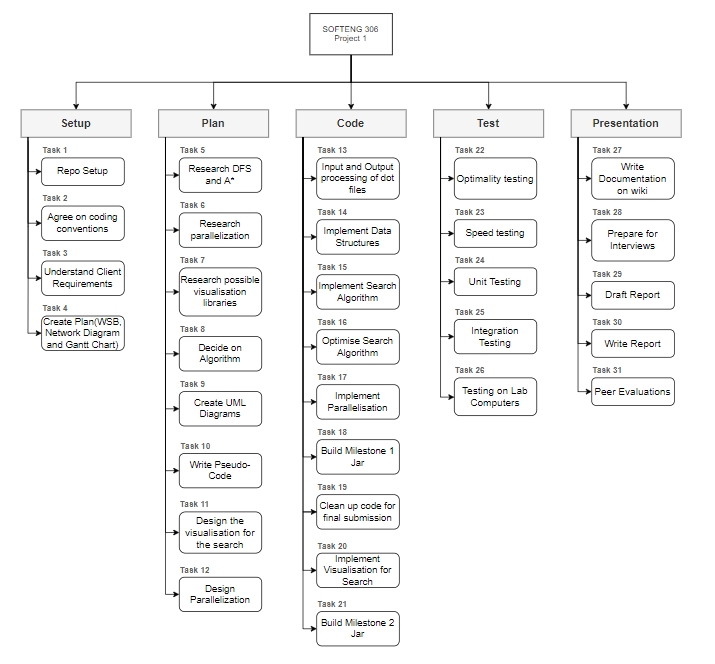 SOFTENG 306
Project 1
Setup
Task 1
Repo Setup
Task 2
Agree on coding
conventions
Task 3
Understand Client
Requirements
Task 4
Create Plan(WSB,
Network Diagram
and Gantt Chart)
Plan
Task 5
Research DFS
and A*
Task 6
Research
parallelization
Task 7
Research possible
visualisation
libraries
Task 8
Decide on
Algorithm
Task 9
Create UML
Diagrams
Task 10
Write Pseudo-
Code
Task 11
Design the
visualisation for
the search
Task 12
Design
Parallelization
Code
Task 13
Input and Output
processing of dot
files
Task 14
Implement Data
Structures
Task 15
Implement Search
Algorithm
Task 16
Optimise Search
Algorithm
Task 17
Implement
Parallelisation
Task 18
Build Milestone 1
Jar
Task 19
Clean up code for
final submission
Task 20
Implement
Visualisation for
Search
Task 21
Build Milestone 2
Jar
Test
Task 22
Optimality testing
Task 23
Speed testing
Task 24
Unit Testing
Task 25
Integration
Testing
Task 26
Testing on Lab
Computers
Presentation
Task 27
Write
Documentation
on wiki
Task 28
Prepare for
Interviews
Task 29
Draft Report
Task 30
Write Report
Task 31
Peer Evaluations